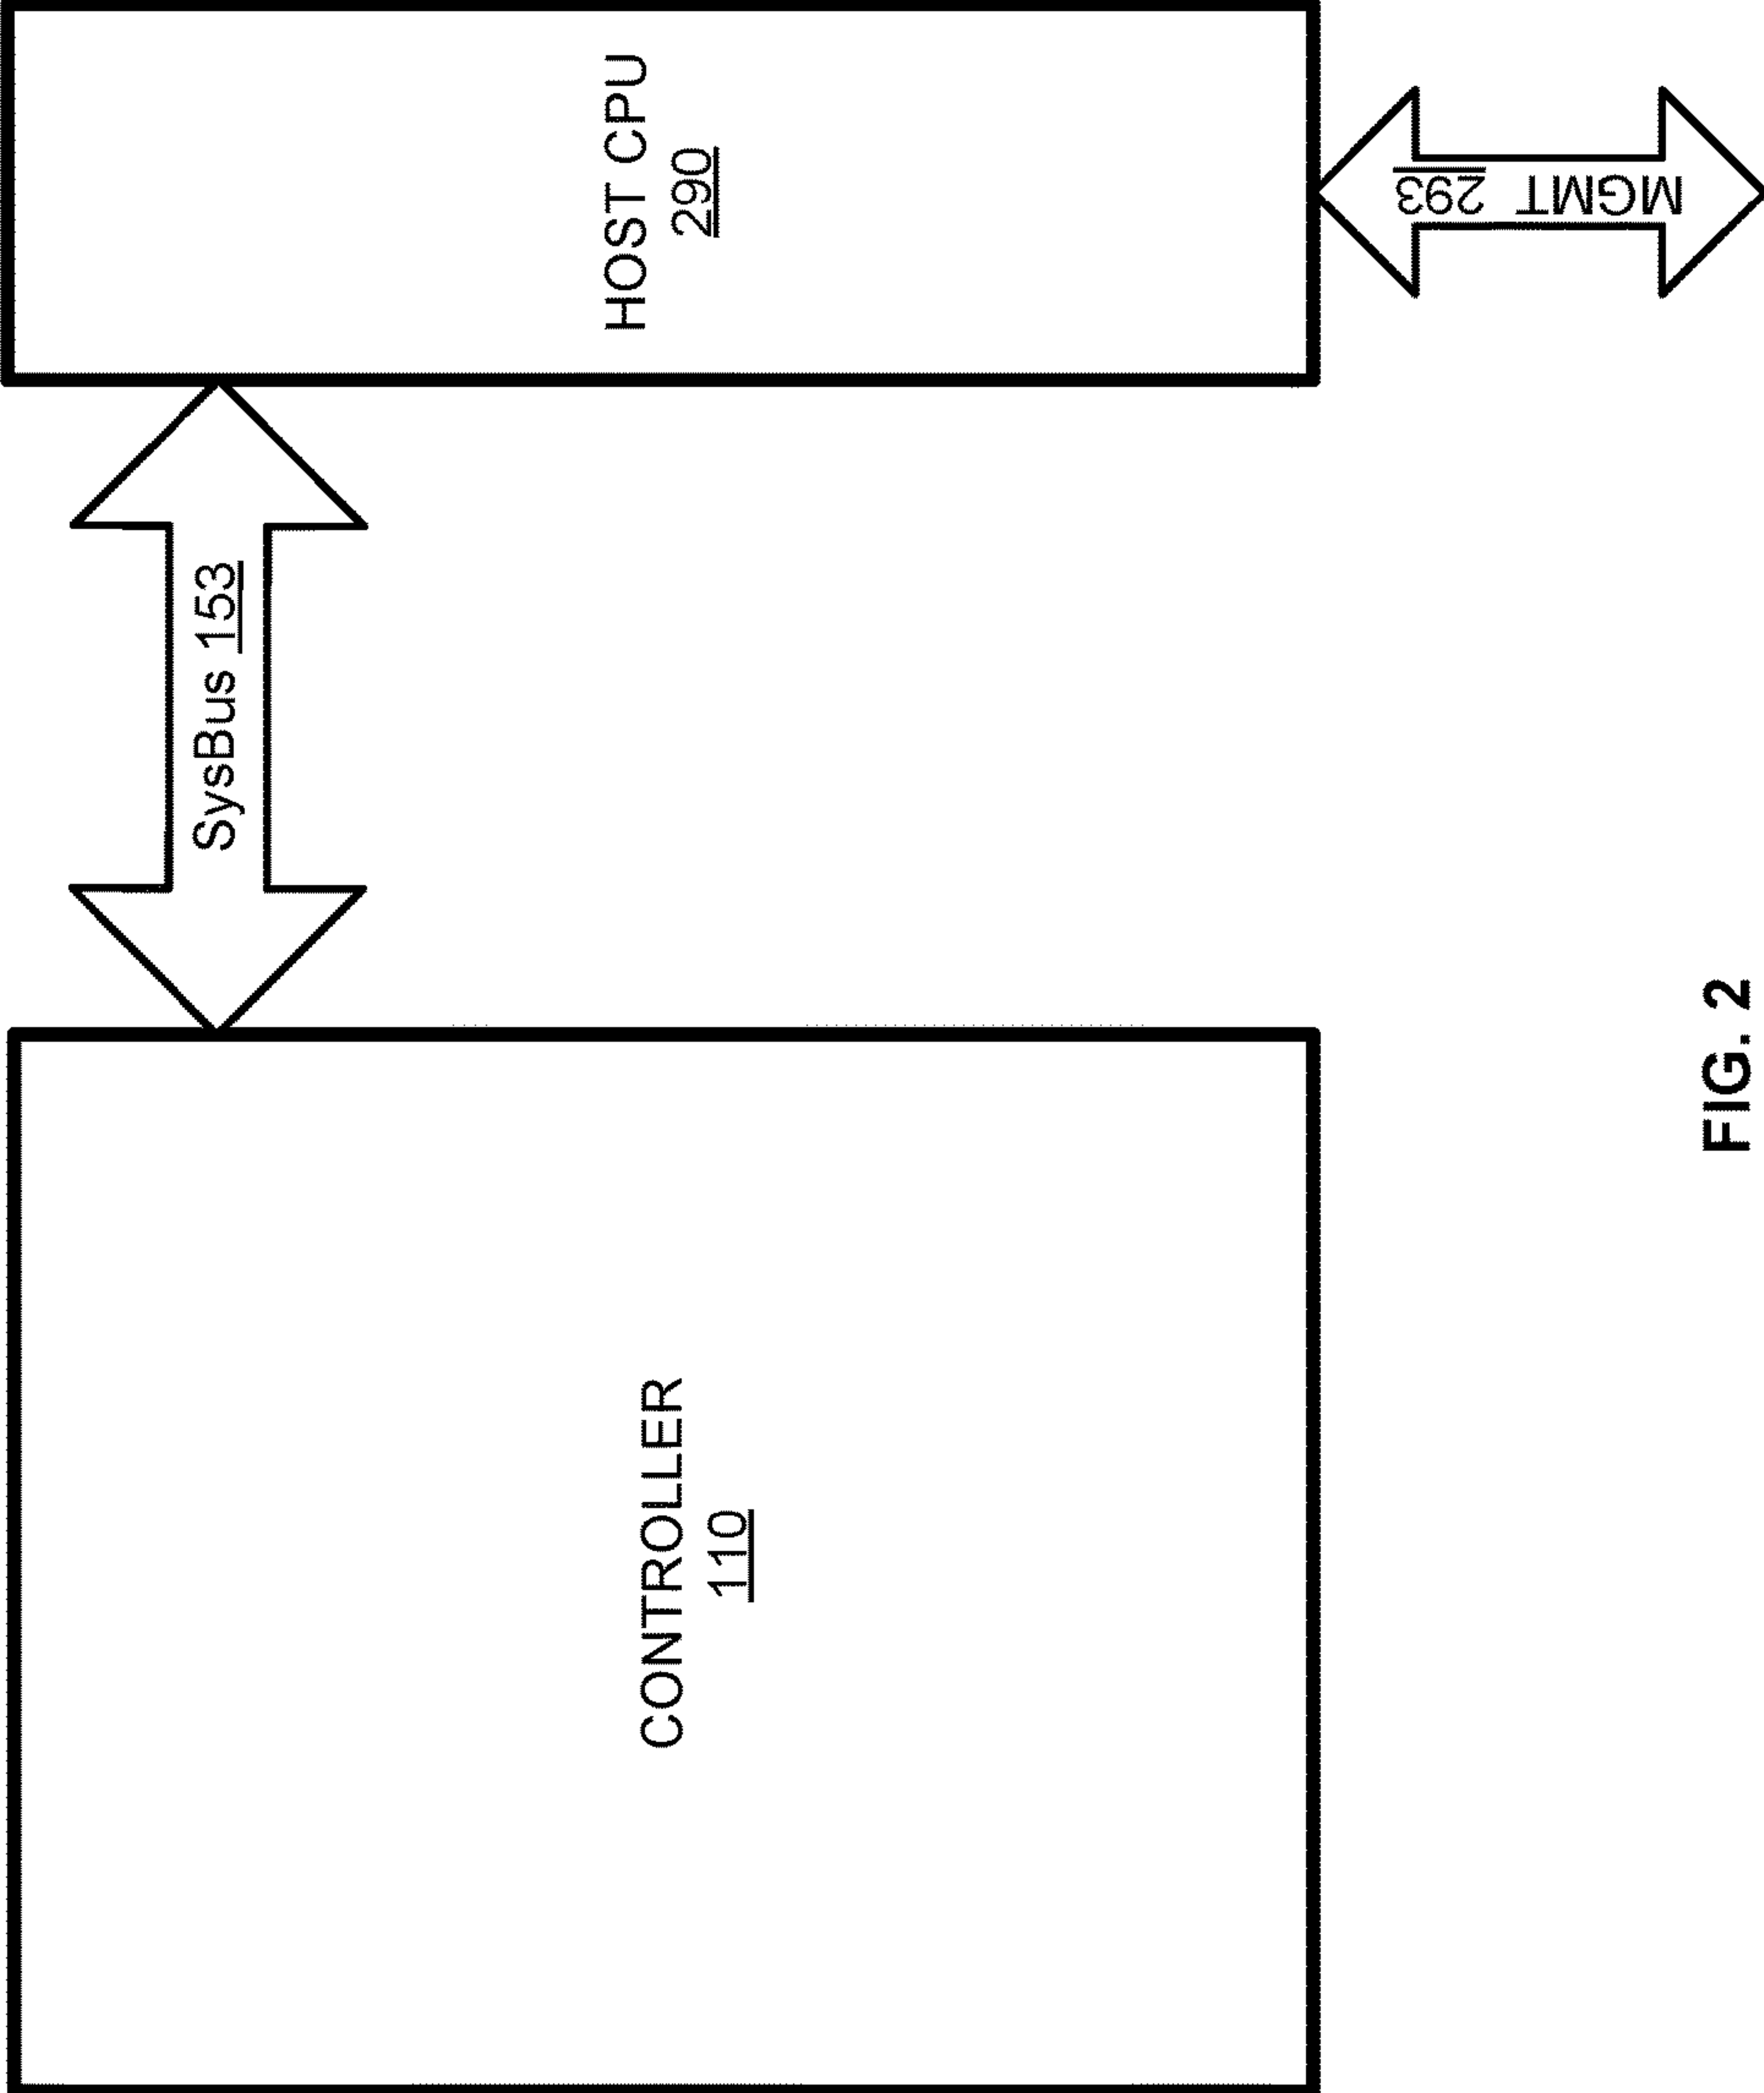 CONTROLLER
110
SysBus 153
HOST CPU
290
MGMT 293
FIG. 2